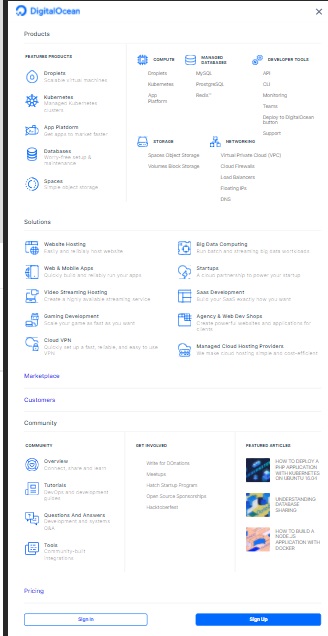 DigitalOcean
Products
FEATURED PRODUCTS
Droplets
Scalable virtual machines
Kubernetes
Managed Kubernetes
clusters
App Platform
Get apps to market faster
Databases
Worry-free setup &
maintenance
Spaces
Simple object storage
COMPUTE
Droplets
Kubernetes
App
Platform
MANAGED
DATABASES
MySQL
PostgreSQL
Redis™
DEVELOPER TOOLS
API
CLI
Monitoring
Teams
Deploy to DigitalOcean
button
Support
STORAGE
Spaces Object Storage
Volumes Block Storage
NETWORKING
Virtual Private Cloud (VPC)
Cloud Firewalls
Load Balancers
Floating IPs
DNS
Solutions
Website Hosting
Easily and reliably host website
Big Data Computing
Run batch and streaming big data workloads
Web & Mobile Apps
Quickly build and reliably run your apps
Startups
A cloud partnership to power your startup
Video Streaming Hosting
Create a highly available streaming service
SaaS Development
Build your SaaS exactly how you want
Gaming Development
Scale your game as fast as you want
Agency & Web Dev Shops
Create powerful websites and applications for
clients
Cloud VPN
Quickly set up a fast, reliable, and easy to use
VPN
Managed Cloud Hosting Providers
We make cloud hosting simple and cost-efficient
Marketplace
Customers
Community
COMMUNITY
Overview
Connect, share and learn
Tutorials
DevOps and development
guides
Questions And Answers
Development and systems
Q&A
Tools
Community-built
integrations
GET INVOLVED
Write for DOnations
Meetups
Hatch Startup Program
Open Source Sponsorships
Hacktoberfest
FEATURED ARTICLES
HOW TO DEPLOY A
PHP APPLICATION
WITH KUBERNETES
ON UBUNTU 16.04
UNDERSTANDING
DATABASE
SHARING
HOW TO BUILD A
NODE.JS
APPLICATION WITH
DOCKER
Pricing
Sign in
Sign Up